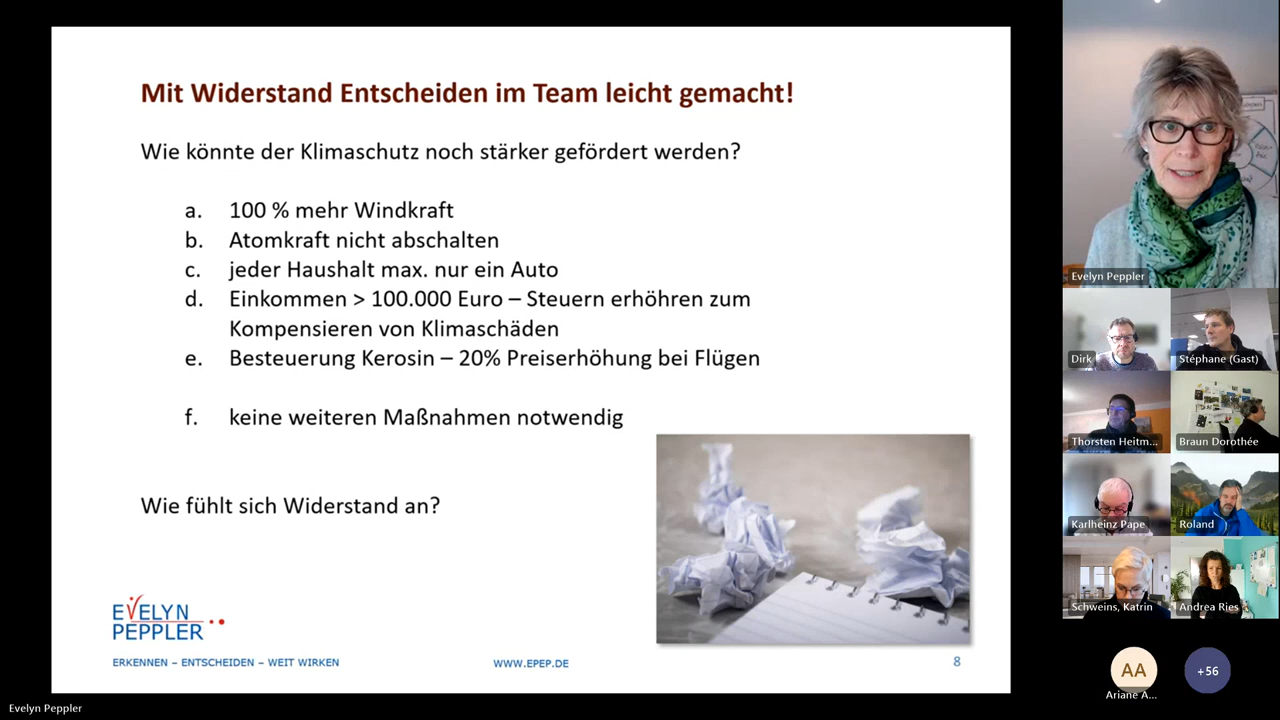 Mit Widerstand Entscheiden im Team leicht gemacht!
Wie könnte der Klimaschutz noch stärker gefördert werden?
a. 100 % mehr Windkraft
b. Atomkraft nicht abschalten
c. jeder Haushalt max. nur ein Auto
d. Einkommen > 100.000 Euro – Steuern erhöhren zum
Kompensieren von Klimaschäden
e. Besteuerung Kerosin – 20% Preiserhöhung bei Flügen
f. keine weiteren Maßnahmen notwendig
Wie fühlt sich Widerstand an?
EVELYN
PEPPLER
ERKENNEN – ENTSCHEIDEN – WEIT WIRKEN
WWW.EPEP.DE
8
Evelyn Peppler
Dirk
Stéphane (Gast)
Thorsten Heitm...
Braun Dorothée
Karlheinz Pape
Roland
Schweins, Katrin
Andrea Ries
AA
Ariane A...
+56
Evelyn Peppler